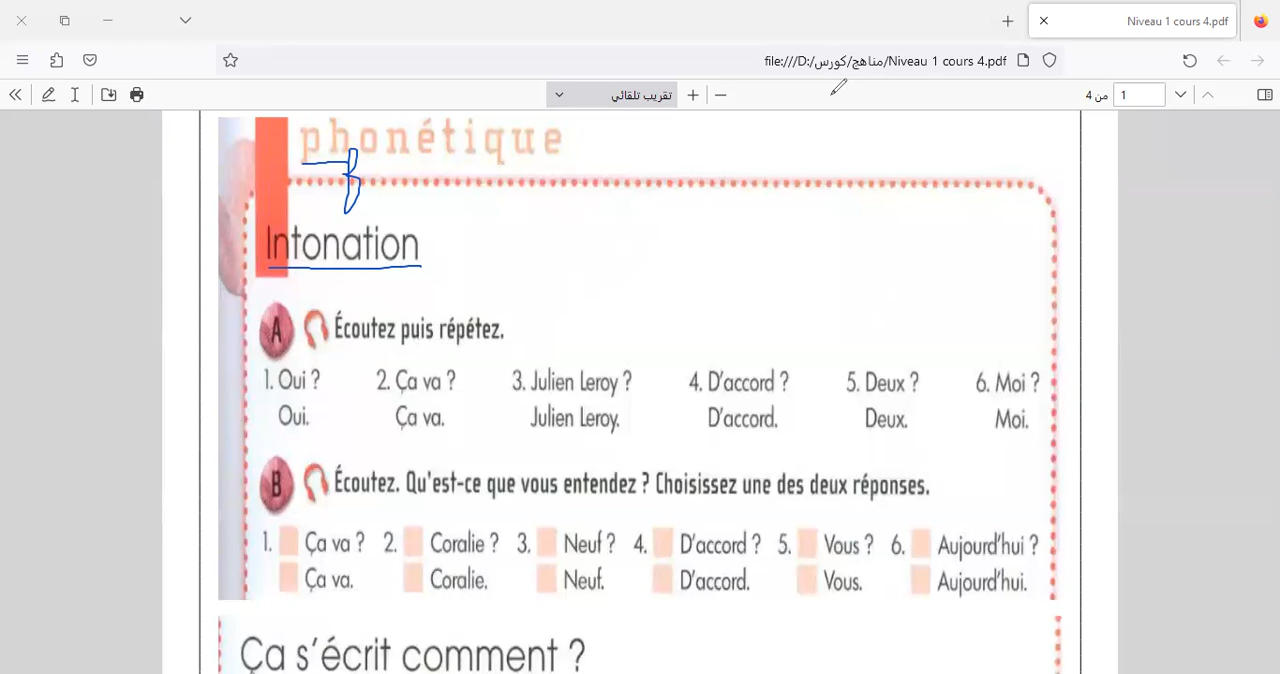 Niveau 1 cours 4.pdf
file:///D:/مناهج/كورس/Niveau 1 cours 4.pdf
تقريب تلقائي
1
من 4
phonétique
f
Intonation
A Écoutez puis répétez.
1. Oui ? 2. Ça va ? 3. Julien Leroy ? 4. D'accord ? 5. Deux ? 6. Moi ?
Oui. Ça va. Julien Leroy. D'accord. Deux. Moi.
B Écoutez. Qu'est-ce que vous entendez ? Choisissez une des deux réponses.
1. Ça va ? 2. Coralie ? 3. Neuf ? 4. D'accord ? 5. Vous ? 6. Aujourd'hui ?
Ça va. Coralie. Neuf. D'accord. Vous. Aujourd'hui.
Ça s'écrit comment ?